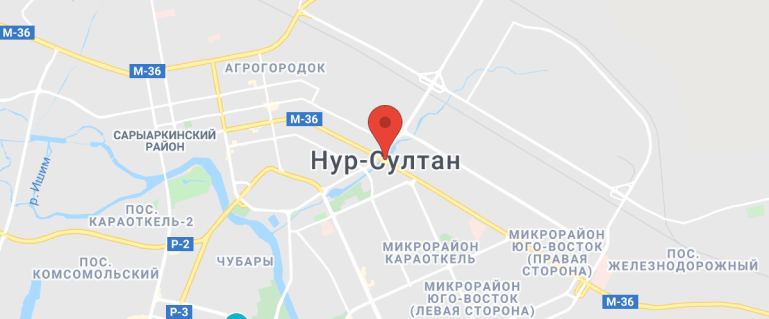 М-36
М-36
АГРОГОРОДОК
М-36
САРЫАРКИНСКИЙ
РАЙОН
Нур-Султан
р. Ишим
ПОС.
КАРАОТКЕЛЬ-2
Р-2
ЧУБАРЫ
ПОС.
КОМСОМОЛЬСКИЙ
МИКРОРАЙОН
КАРАОТКЕЛЬ
МИКРОРАЙОН
ЮГО-ВОСТОК
(ПРАВАЯ
СТОРОНА)
ПОС.
ЖЕЛЕЗНОДОРОЖНЫЙ
МИКРОРАЙОН
ЮГО-ВОСТОК
(ЛЕВАЯ СТОРОНА)
М-36
Р-3